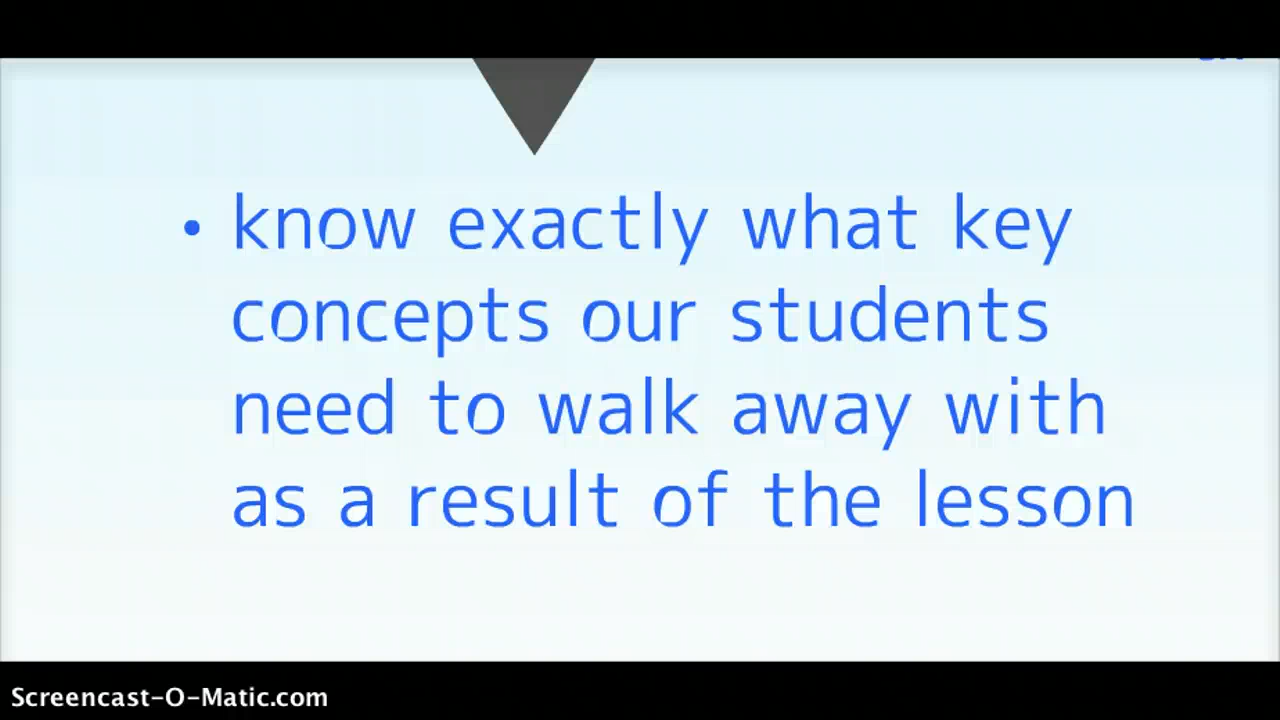 • know exactly what key
concepts our students
need to walk away with
as a result of the lesson
Screencast-O-Matic.com